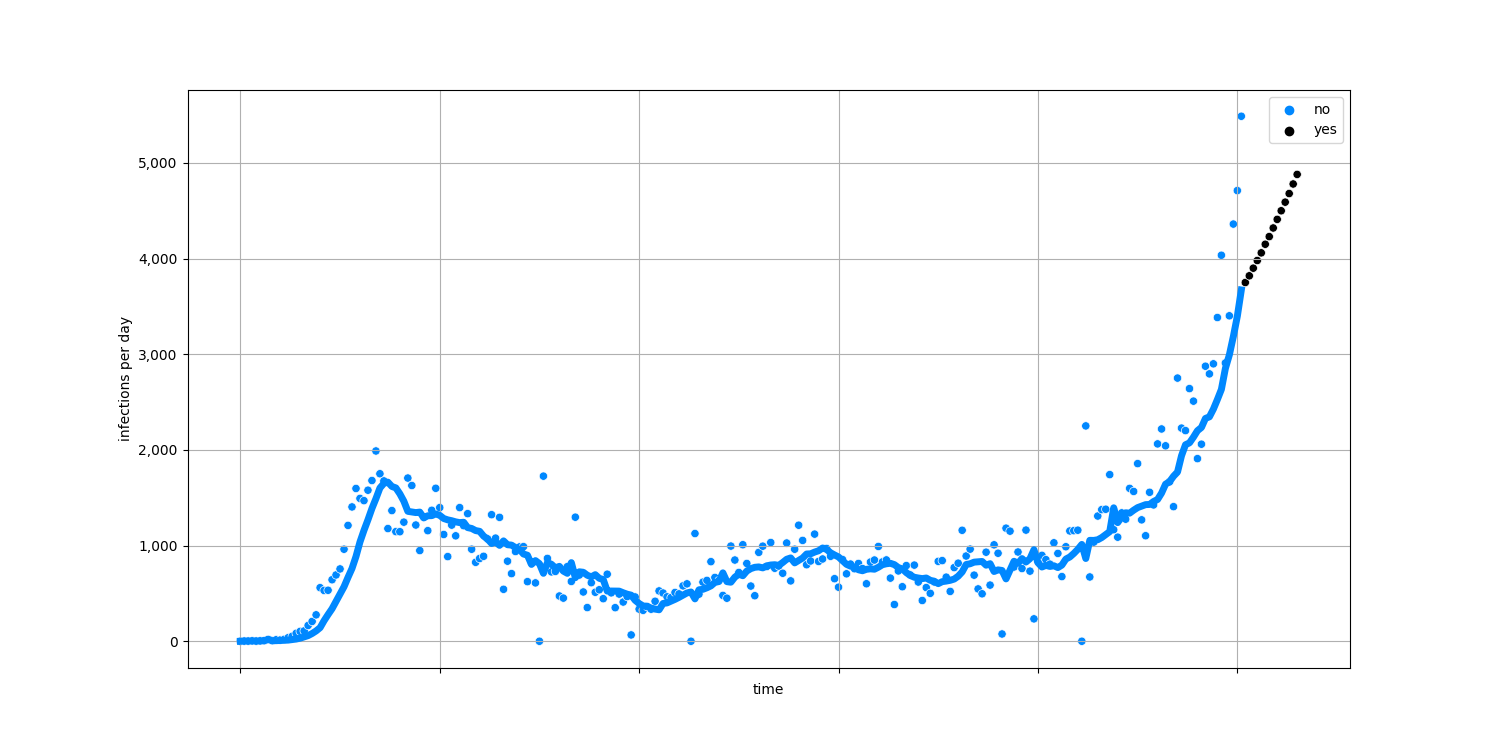 no
yes
5,000
4,000
3,000
2,000
1,000
0
infections per day
time